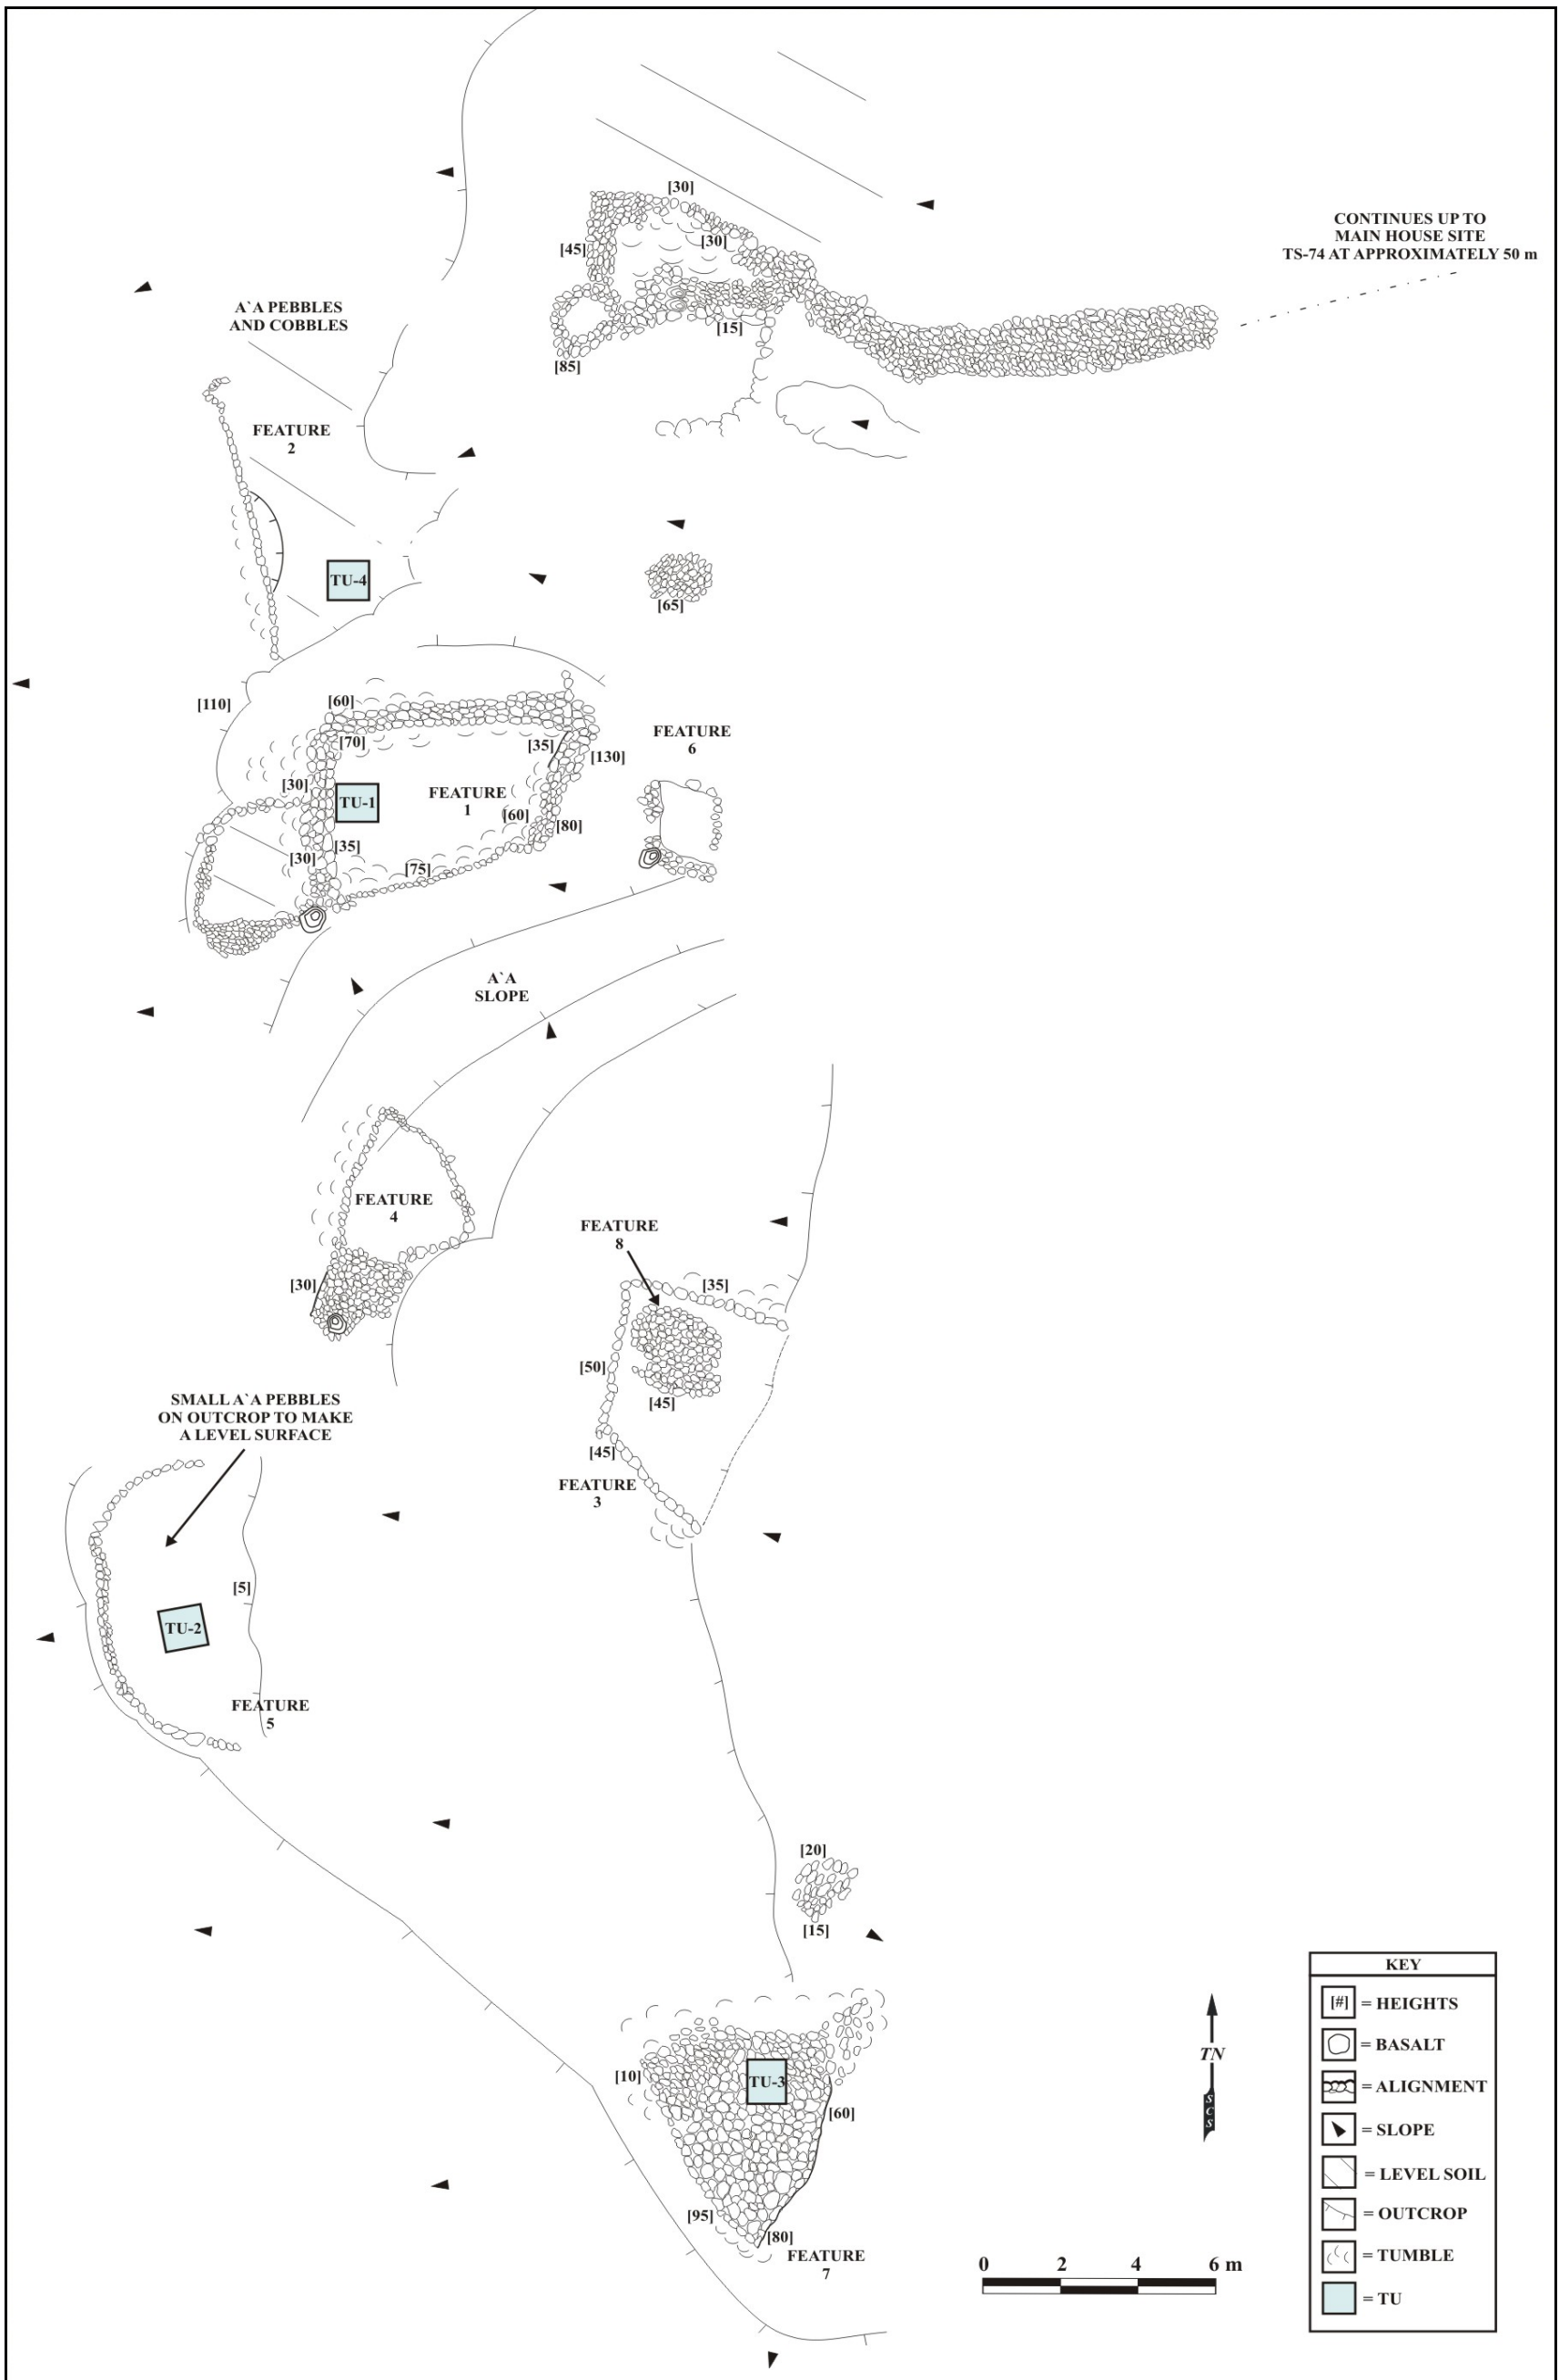 [30]
CONTINUES UP TO
MAIN HOUSE SITE
TS-74 AT APPROXIMATELY 50 m
[45]
[30]
A`A PEBBLES
AND COBBLES
[15]
[85]
FEATURE
2
TU-4
[65]
[110]
[60]
[70]
[35]
[130]
FEATURE
6
[30]
TU-1
FEATURE
1
[60]
[80]
[30]
[35]
[75]
A`A
SLOPE
FEATURE
4
FEATURE
8
[30]
[35]
[50]
[45]
SMALL A`A PEBBLES
ON OUTCROP TO MAKE
A LEVEL SURFACE
[45]
FEATURE
3
[5]
TU-2
FEATURE
5
[20]
[15]
[10]
TU-3
[60]
[95]
[80]
FEATURE
7
TN
S
C
S
0 2 4 6 m
KEY
[#] = HEIGHTS
= BASALT
= ALIGNMENT
= SLOPE
= LEVEL SOIL
= OUTCROP
= TUMBLE
= TU